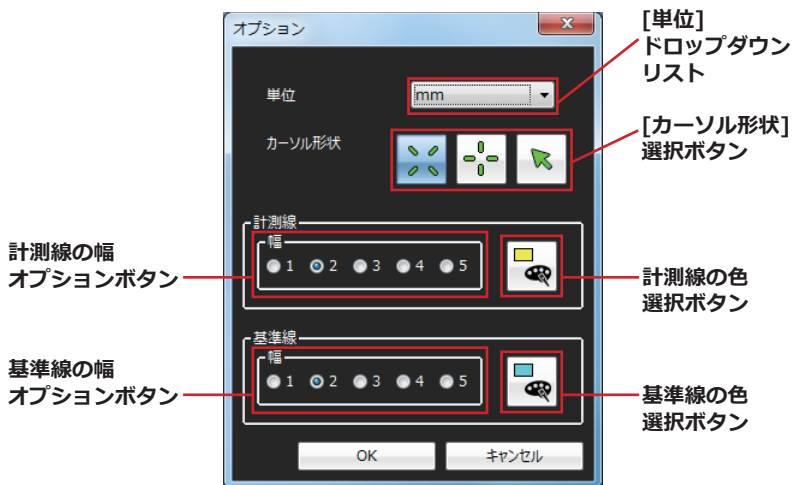 オプション
[単位]
ドロップダウン
リスト
単位
mm
[カーソル形状]
選択ボタン
カーソル形状
計測線
幅
1 2 3 4 5
計測線の幅
オプションボタン
計測線の色
選択ボタン
基準線
幅
1 2 3 4 5
基準線の幅
オプションボタン
基準線の色
選択ボタン
OK キャンセル